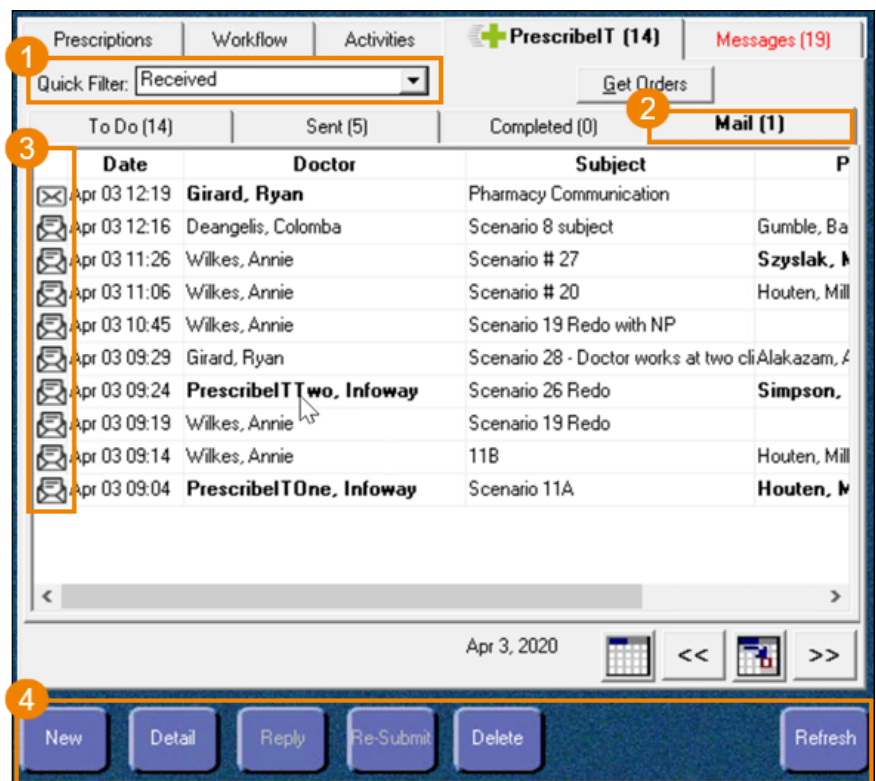 Prescriptions Workflow Activities PrescribeIT (14) Messages (19)
1
Quick Filter: Received Get Orders
2
To Do (14) Sent (5) Completed (0) Mail (1)
3
Date Doctor Subject P
Apr 03 12:19 Girard, Ryan Pharmacy Communication
Apr 03 12:16 Deangelis, Colomba Scenario 8 subject Gumble, Ba
Apr 03 11:26 Wilkes, Annie Scenario # 27 Szyslak, M
Apr 03 11:06 Wilkes, Annie Scenario # 20 Houten, Mill
Apr 03 10:45 Wilkes, Annie Scenario 19 Redo with NP
Apr 03 09:29 Girard, Ryan Scenario 28 - Doctor works at two cli Alakazam, A
Apr 03 09:24 PrescribeITTwo, Infoway Scenario 26 Redo Simpson,
Apr 03 09:19 Wilkes, Annie Scenario 19 Redo
Apr 03 09:14 Wilkes, Annie 11B Houten, Mill
Apr 03 09:04 PrescribeITOne, Infoway Scenario 11A Houten, M
< >
Apr 3, 2020 << >>
4
New Detail Reply Re-Submit Delete Refresh